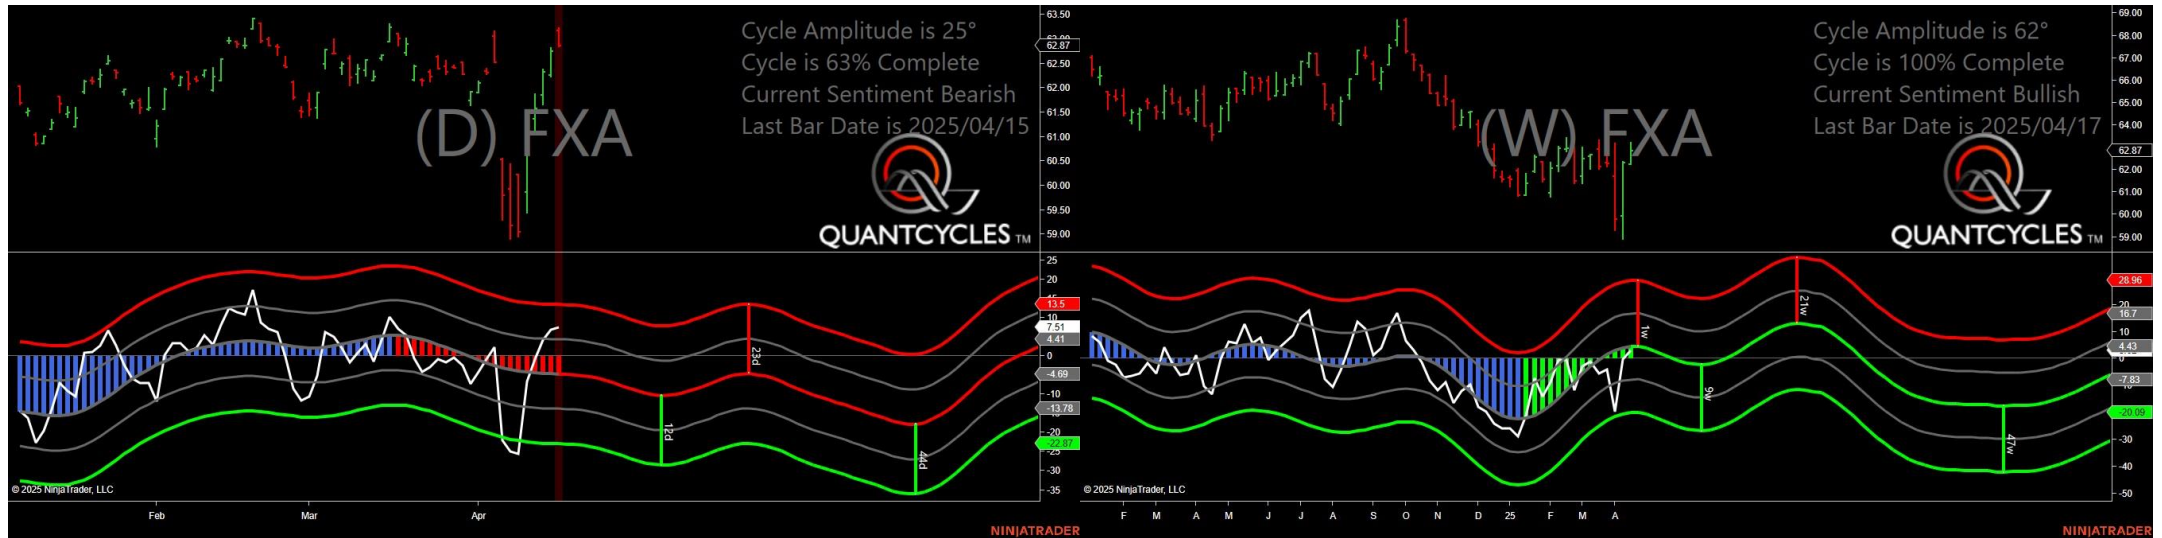 Cycle Amplitude is 25°
Cycle is 63% Complete
Current Sentiment Bearish
Last Bar Date is 2025/04/15
(D) FXA
QUANTCYCLES TM
63.50
62.87
62.50
62.00
61.50
61.00
60.50
60.00
59.50
59.00
25
20
13.5
10
7.51
4.41
0
-4.69
-10
-13.78
-20
-22.87
-25
-30
-35
12d
23d
44d
© 2025 NinjaTrader, LLC
Feb Mar Apr
NINJATRADER
Cycle Amplitude is 62°
Cycle is 100% Complete
Current Sentiment Bullish
Last Bar Date is 2025/04/17
(W) FXA
QUANTCYCLES TM
69.00
68.00
67.00
66.00
65.00
64.00
62.87
62.00
61.00
60.00
59.00
28.96
20
16.7
10
4.43
0
-7.83
-20.09
-30
-40
-50
1w
9w
21w
47w
© 2025 NinjaTrader, LLC
F M A M J J A S O N D 25 F M A
NINJATRADER